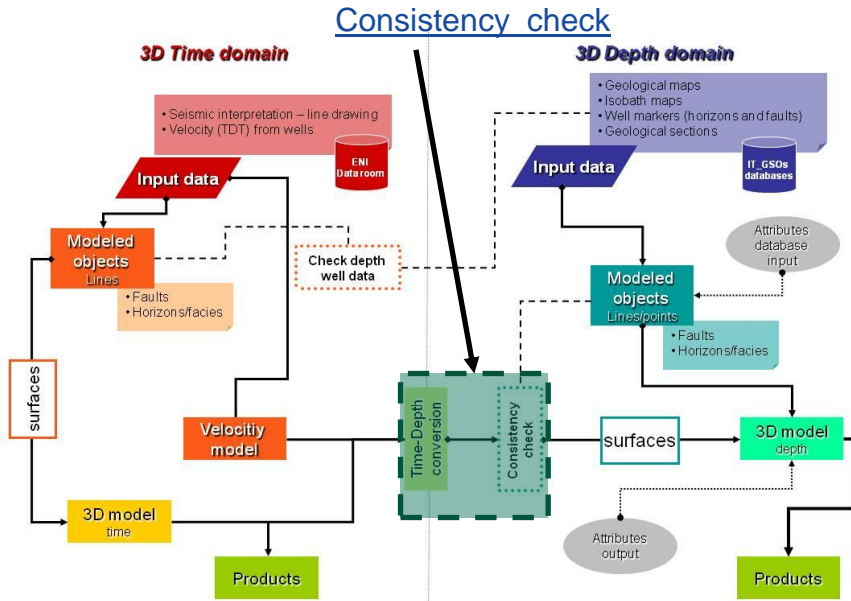 Consistency check
3D Time domain
3D Depth domain
• Seismic interpretation – line drawing
• Velocity (TDT) from wells
ENI
Data room
Input data
Modeled
objects
Lines
• Faults
• Horizons/facies
Check depth
well data
surfaces
Velocitiy
model
3D model
time
Products
• Geological maps
• Isobath maps
• Well markers (horizons and faults)
• Geological sections
IT_GSOs
databases
Input data
Attributes
database
input
Modeled
objects
Lines/points
• Faults
• Horizons/facies
Time-Depth
conversion
Consistency
check
surfaces
3D model
depth
Attributes
output
Products